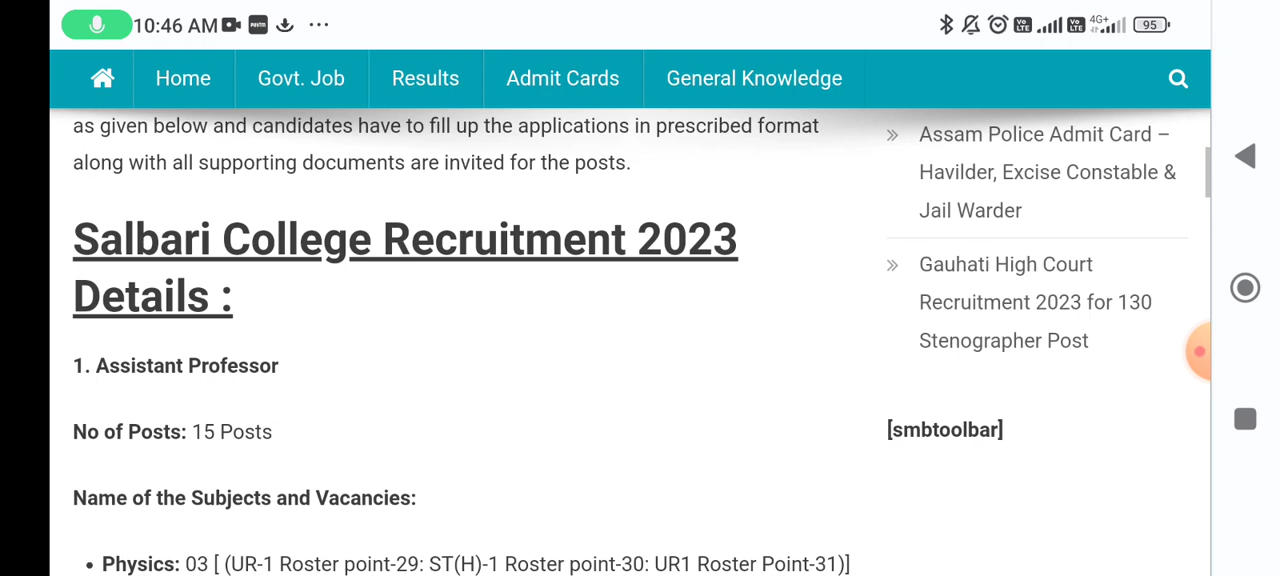 10:46 AM
4G+
95
Home
Govt. Job
Results
Admit Cards
General Knowledge
as given below and candidates have to fill up the applications in prescribed format
along with all supporting documents are invited for the posts.
Salbari College Recruitment 2023
Details :
1. Assistant Professor
No of Posts: 15 Posts
Name of the Subjects and Vacancies:
• Physics: 03 [ (UR-1 Roster point-29: ST(H)-1 Roster point-30: UR1 Roster Point-31)]
» Assam Police Admit Card –
Havilder, Excise Constable &
Jail Warder
» Gauhati High Court
Recruitment 2023 for 130
Stenographer Post
[smbtoolbar]